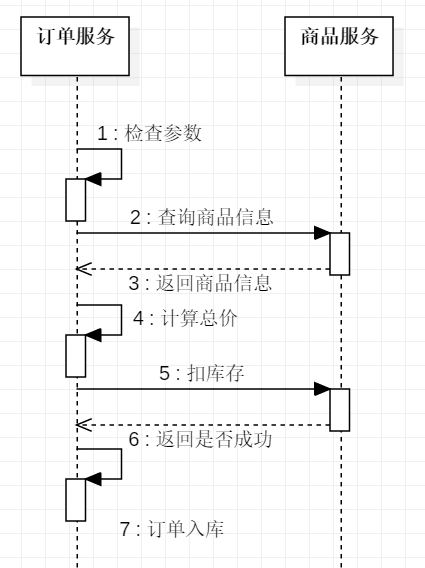 订单服务
商品服务
1 : 检查参数
2 : 查询商品信息
3 : 返回商品信息
4 : 计算总价
5 : 扣库存
6 : 返回是否成功
7 : 订单入库